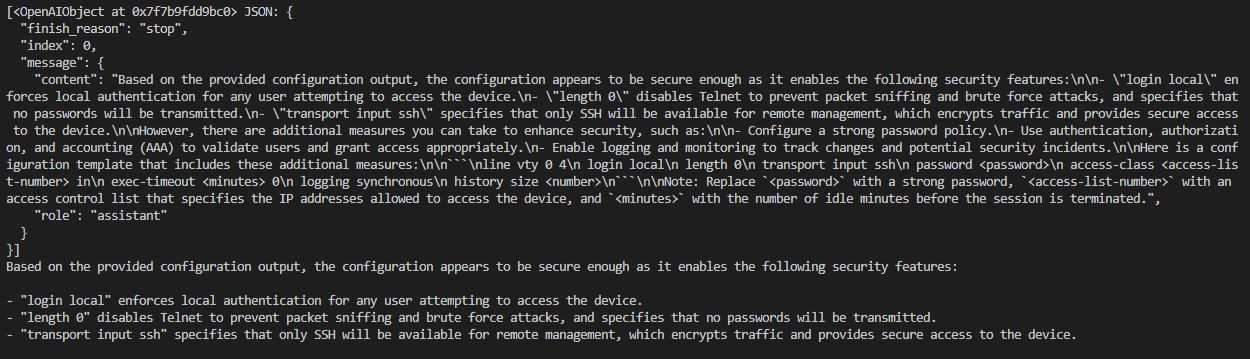 [<OpenAIObject at 0x7f7b9fdd9bc0> JSON: {
  "finish_reason": "stop",
  "index": 0,
  "message": {
    "content": "Based on the provided configuration output, the configuration appears to be secure enough as it enables the following security features:\n\n- \"login local\" en
forces local authentication for any user attempting to access the device.\n- \"length 0\" disables Telnet to prevent packet sniffing and brute force attacks, and specifies that
 no passwords will be transmitted.\n- \"transport input ssh\" specifies that only SSH will be available for remote management, which encrypts traffic and provides secure access
 to the device.\n\nHowever, there are additional measures you can take to enhance security, such as:\n\n- Configure a strong password policy.\n- Use authentication, authorizati
on, and accounting (AAA) to validate users and grant access appropriately.\n- Enable logging and monitoring to track changes and potential security incidents.\n\nHere is a conf
iguration template that includes these additional measures:\n\n```\nline vty 0 4\n login local\n length 0\n transport input ssh\n password <password>\n access-class <access-lis
t-number> in\n exec-timeout <minutes> 0\n logging synchronous\n history size <number>\n```\n\nNote: Replace `<password>` with a strong password, `<access-list-number>` with an
access control list that specifies the IP addresses allowed to access the device, and `<minutes>` with the number of idle minutes before the session is terminated.",
    "role": "assistant"
  }
}]
Based on the provided configuration output, the configuration appears to be secure enough as it enables the following security features:

- "login local" enforces local authentication for any user attempting to access the device.
- "length 0" disables Telnet to prevent packet sniffing and brute force attacks, and specifies that no passwords will be transmitted.
- "transport input ssh" specifies that only SSH will be available for remote management, which encrypts traffic and provides secure access to the device.